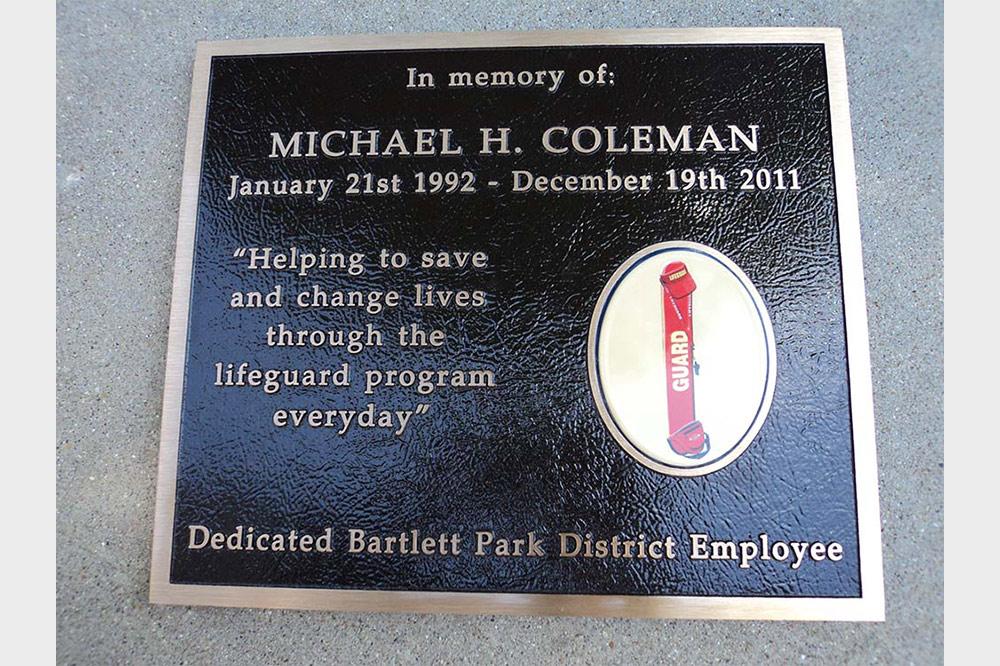 In memory of:
MICHAEL H. COLEMAN
January 21st 1992 - December 19th 2011
“Helping to save
and change lives
through the
lifeguard program
everyday”
GUARD
Dedicated Bartlett Park District Employee